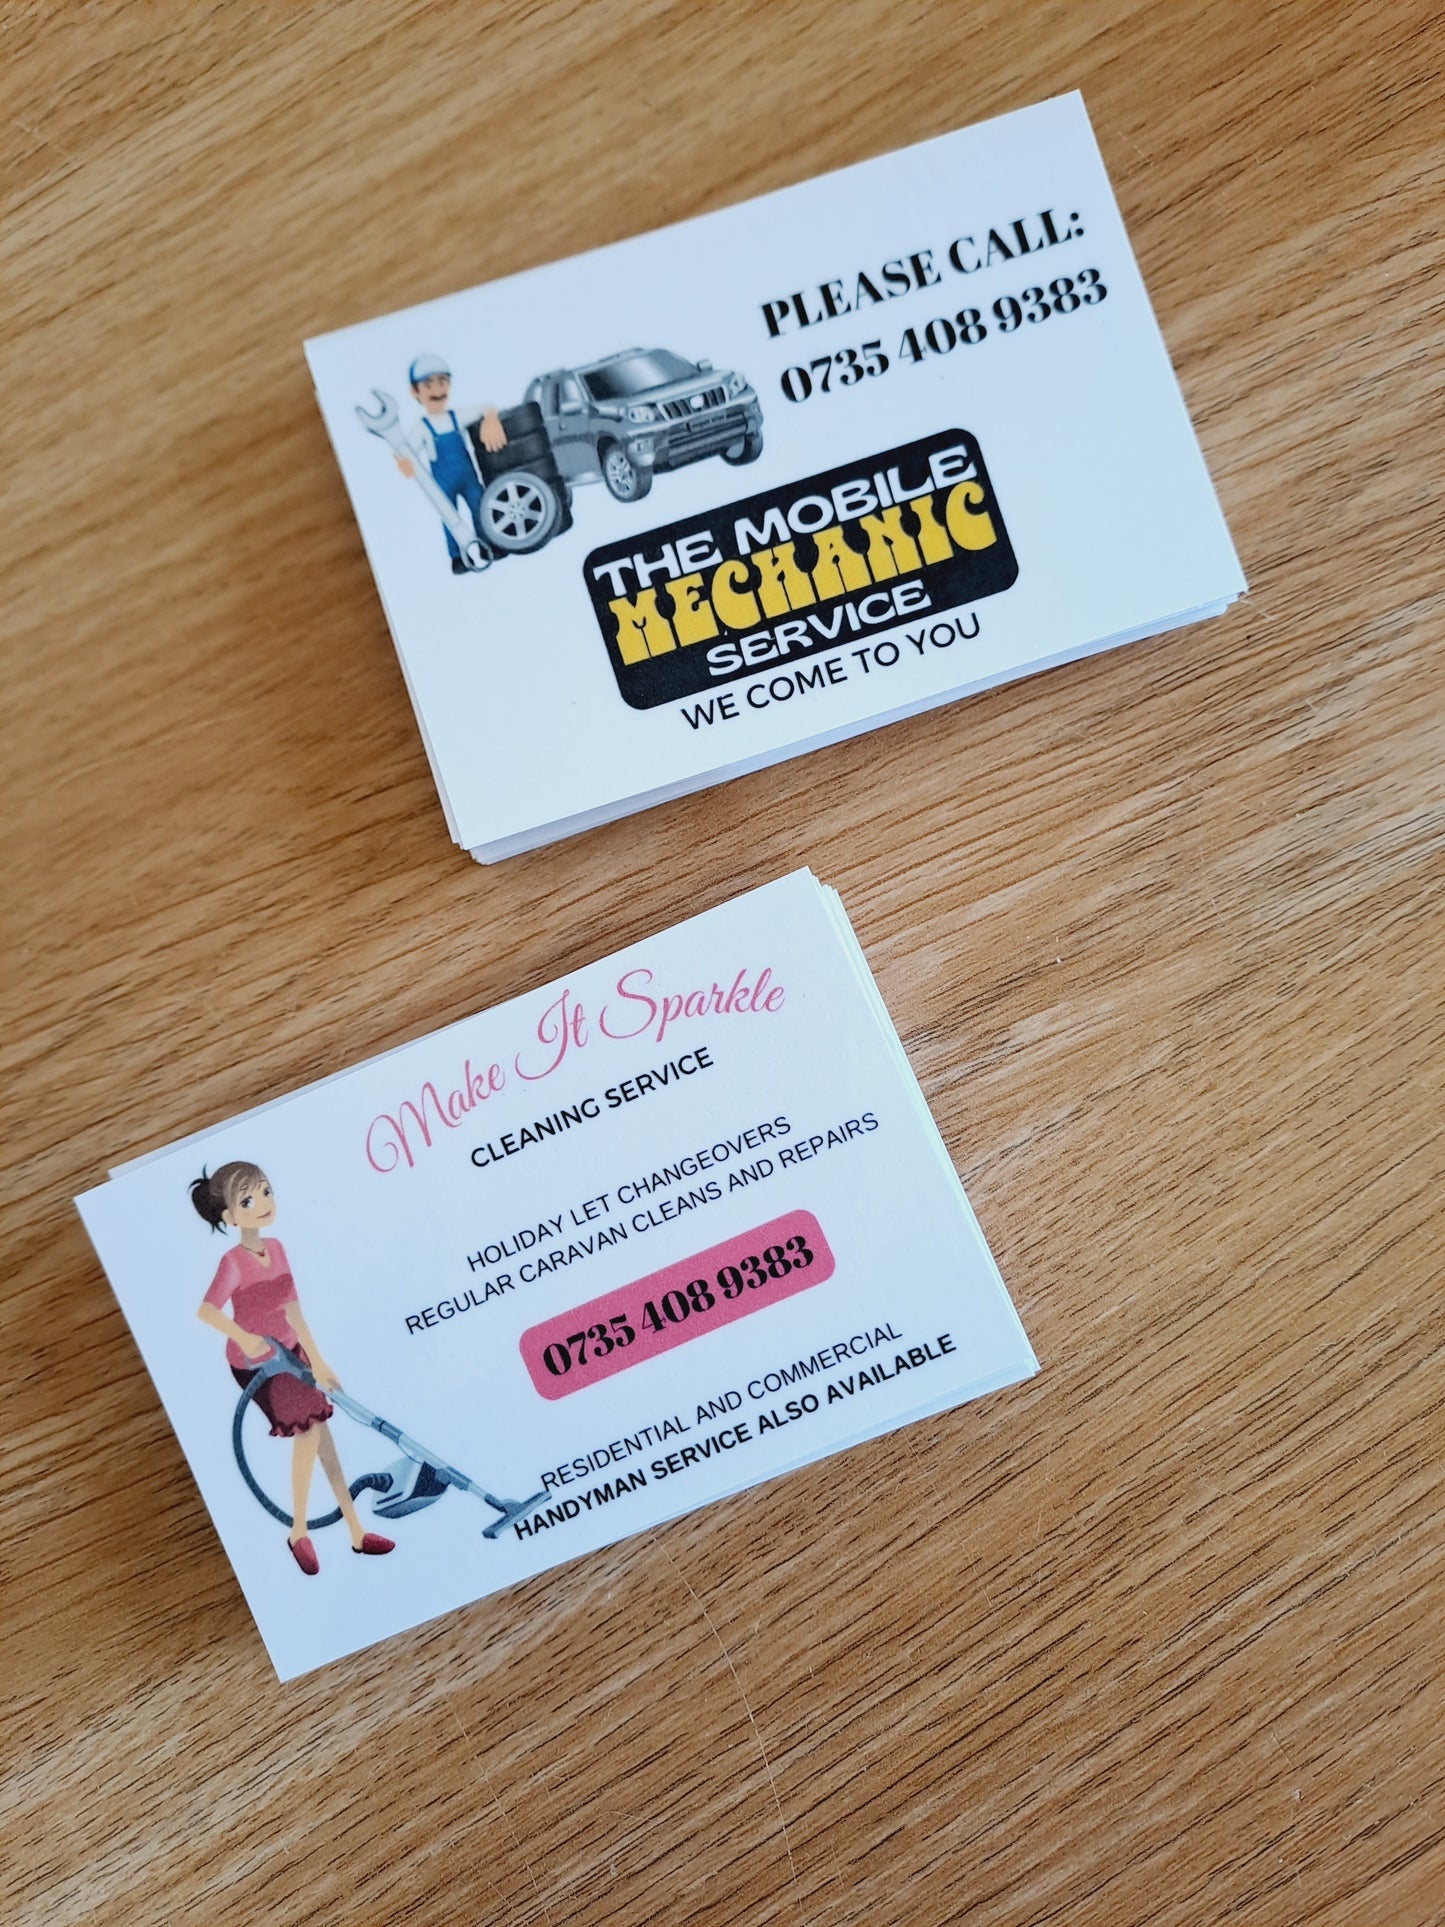 PLEASE CALL:
0735 408 9383
THE MOBILE
MECHANIC
SERVICE
WE COME TO YOU
Make It Sparkle
CLEANING SERVICE
HOLIDAY LET CHANGEOVERS
REGULAR CARAVAN CLEANS AND REPAIRS
0735 408 9383
RESIDENTIAL AND COMMERCIAL
HANDYMAN SERVICE ALSO AVAILABLE